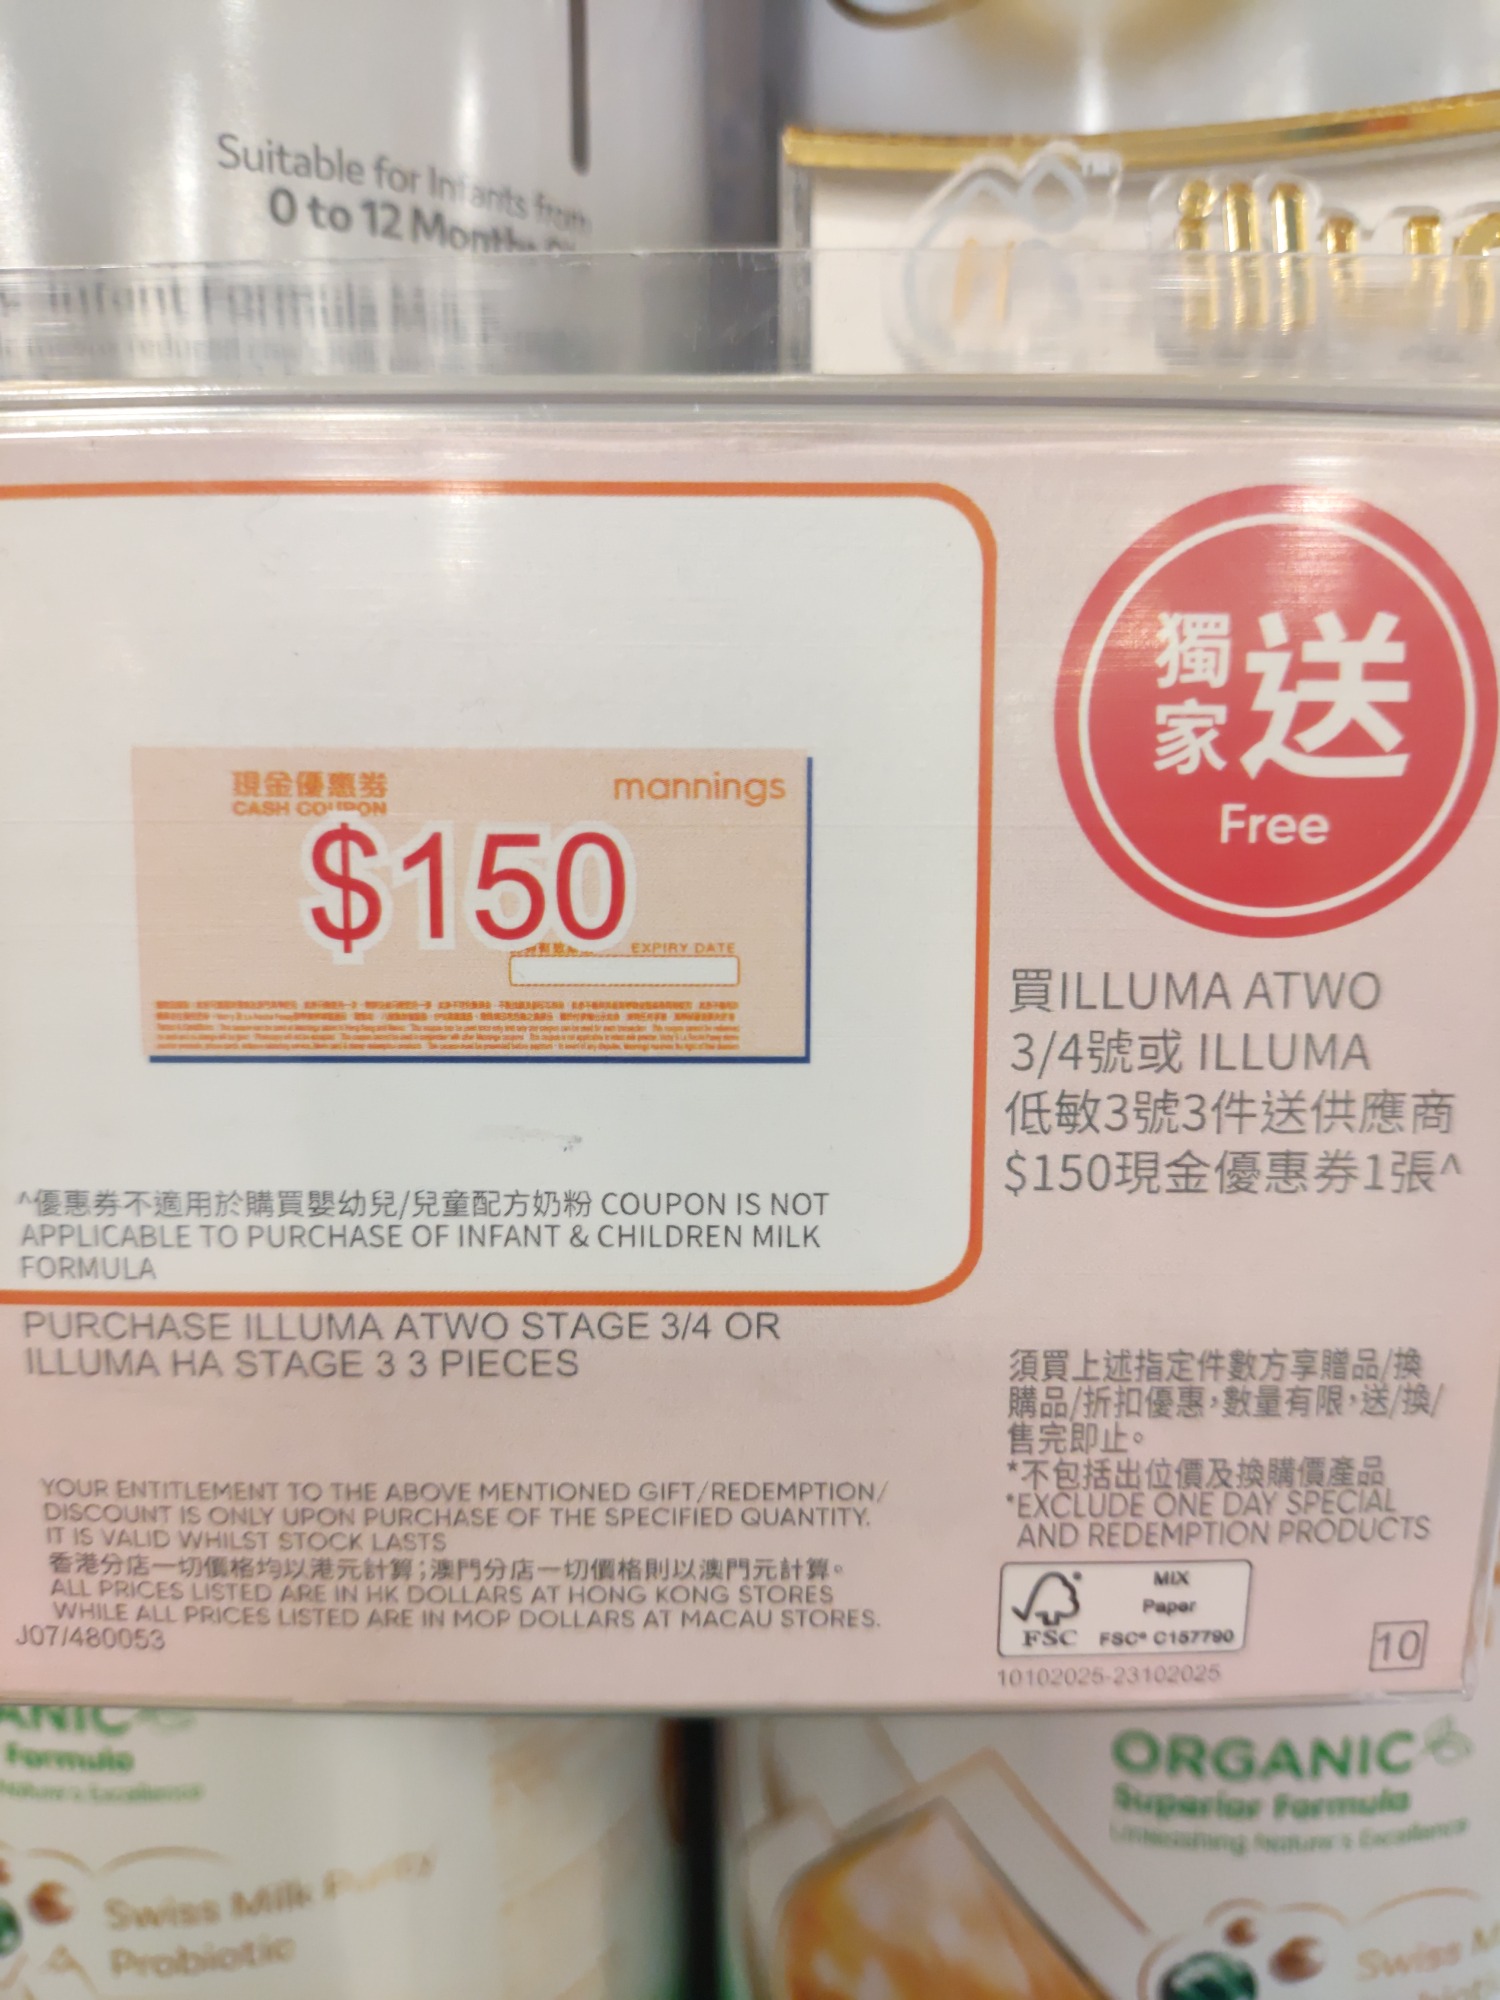 Suitable for Infants from
0 to 12 Months
Infant Formula
獨家送
Free
現金優惠券
mannings
CASH COUPON
$150
EXPIRY DATE
買ILLUMA ATWO
3/4號或 ILLUMA
低敏3號3件送供應商
$150現金優惠券1張^
^優惠券不適用於購買嬰幼兒/兒童配方奶粉 COUPON IS NOT
APPLICABLE TO PURCHASE OF INFANT & CHILDREN MILK
FORMULA
PURCHASE ILLUMA ATWO STAGE 3/4 OR
ILLUMA HA STAGE 3 3 PIECES
須買上述指定件數方享贈品/換
購品/折扣優惠,數量有限,送/換/
售完即止。
*不包括出位價及換購價產品
*EXCLUDE ONE DAY SPECIAL
AND REDEMPTION PRODUCTS
YOUR ENTITLEMENT TO THE ABOVE MENTIONED GIFT/REDEMPTION/
DISCOUNT IS ONLY UPON PURCHASE OF THE SPECIFIED QUANTITY.
IT IS VALID WHILST STOCK LASTS
香港分店一切價格均以港元計算;澳門分店一切價格則以澳門元計算。
ALL PRICES LISTED ARE IN HK DOLLARS AT HONG KONG STORES
WHILE ALL PRICES LISTED ARE IN MOP DOLLARS AT MACAU STORES.
J07/480053
MIX
Paper
FSC FSC® C157790
10102025-23102025
10
Formula
Swiss Milk Purity
Probiotic
ORGANIC
Superior Formula
Nature's Excellence
Swiss